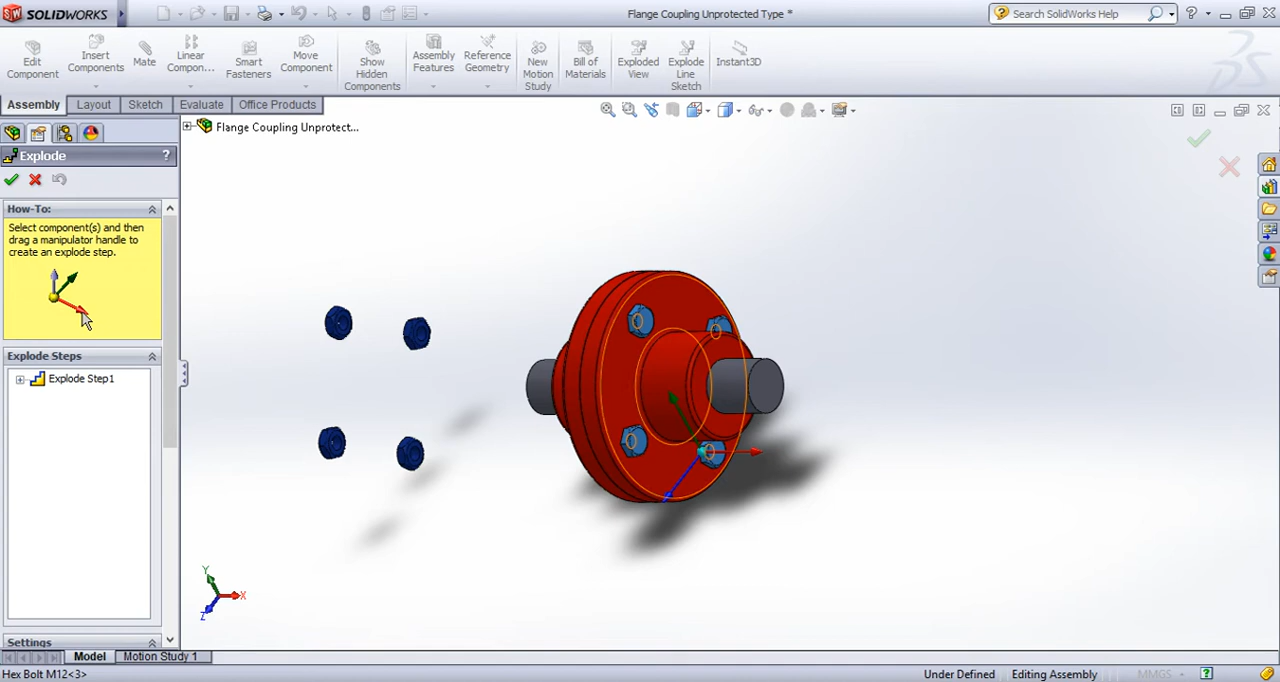 SOLIDWORKS
Flange Coupling Unprotected Type *
Search SolidWorks Help
Edit Component
Insert Components
Mate
Linear Compon...
Smart Fasteners
Move Component
Show Hidden Components
Assembly Features
Reference Geometry
New Motion Study
Bill of Materials
Exploded View
Explode Line Sketch
Instant3D
Assembly
Layout
Sketch
Evaluate
Office Products
Flange Coupling Unprotect...
Explode
?
How-To:
Select component(s) and then
drag a manipulator handle to
create an explode step.
Explode Steps
Explode Step1
Settings
Y
X
Z
Model
Motion Study 1
Hex Bolt M12<3>
Under Defined
Editing Assembly
MMGS
?